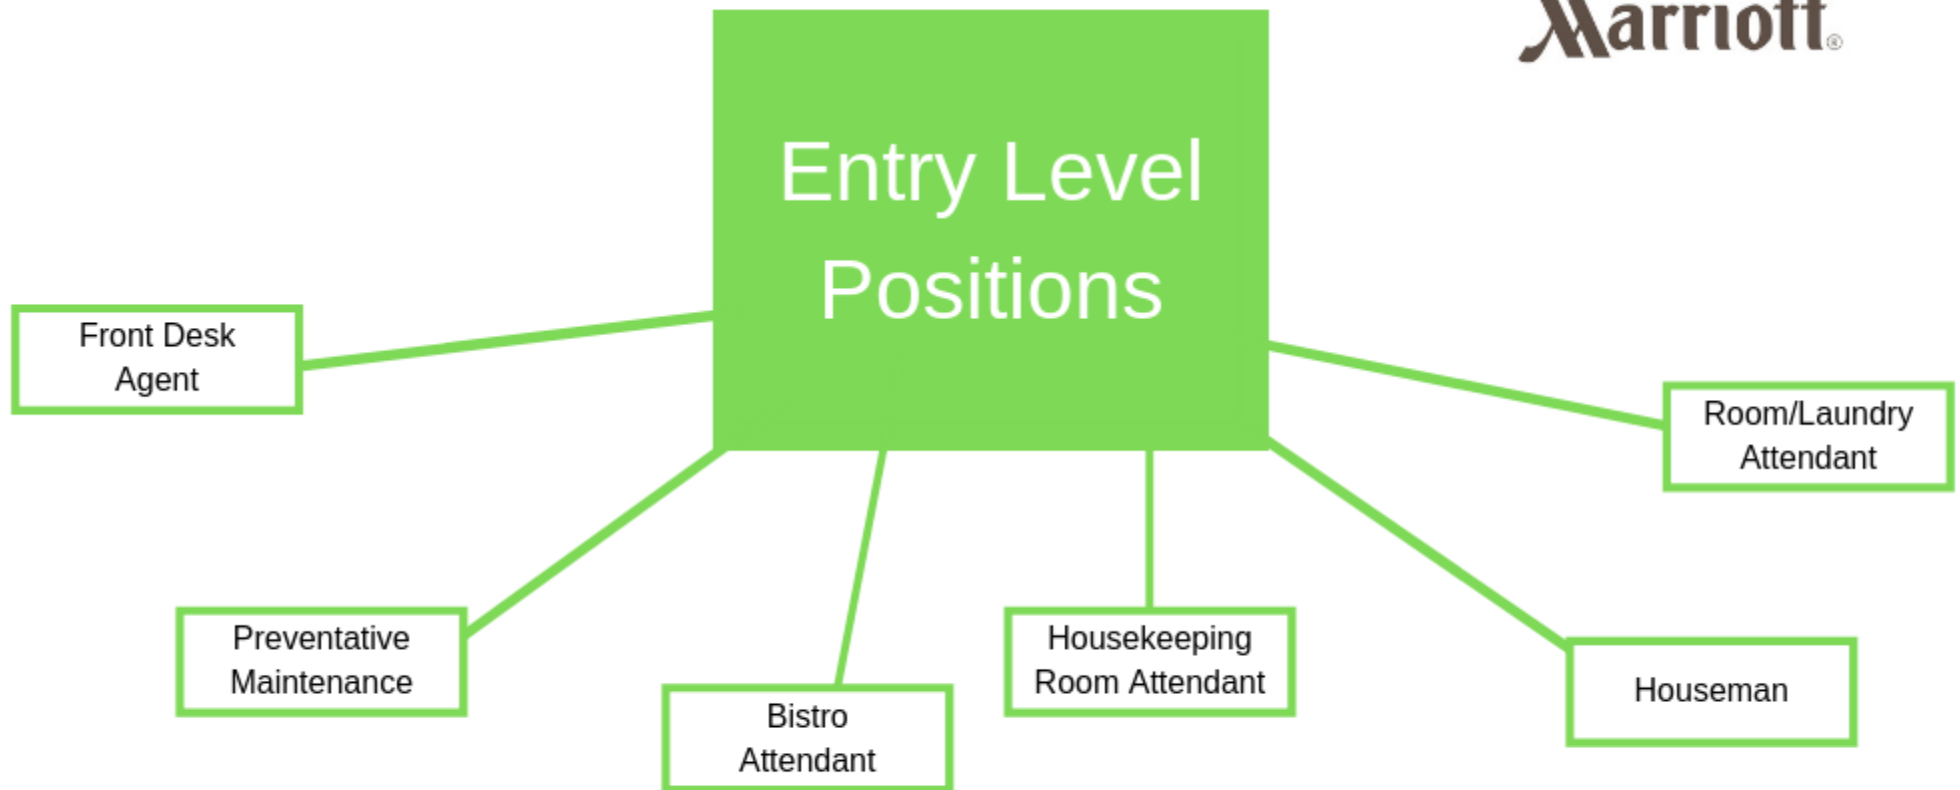 Marriott®
Entry Level
Positions
Front Desk
Agent
Room/Laundry
Attendant
Preventative
Maintenance
Housekeeping
Room Attendant
Houseman
Bistro
Attendant